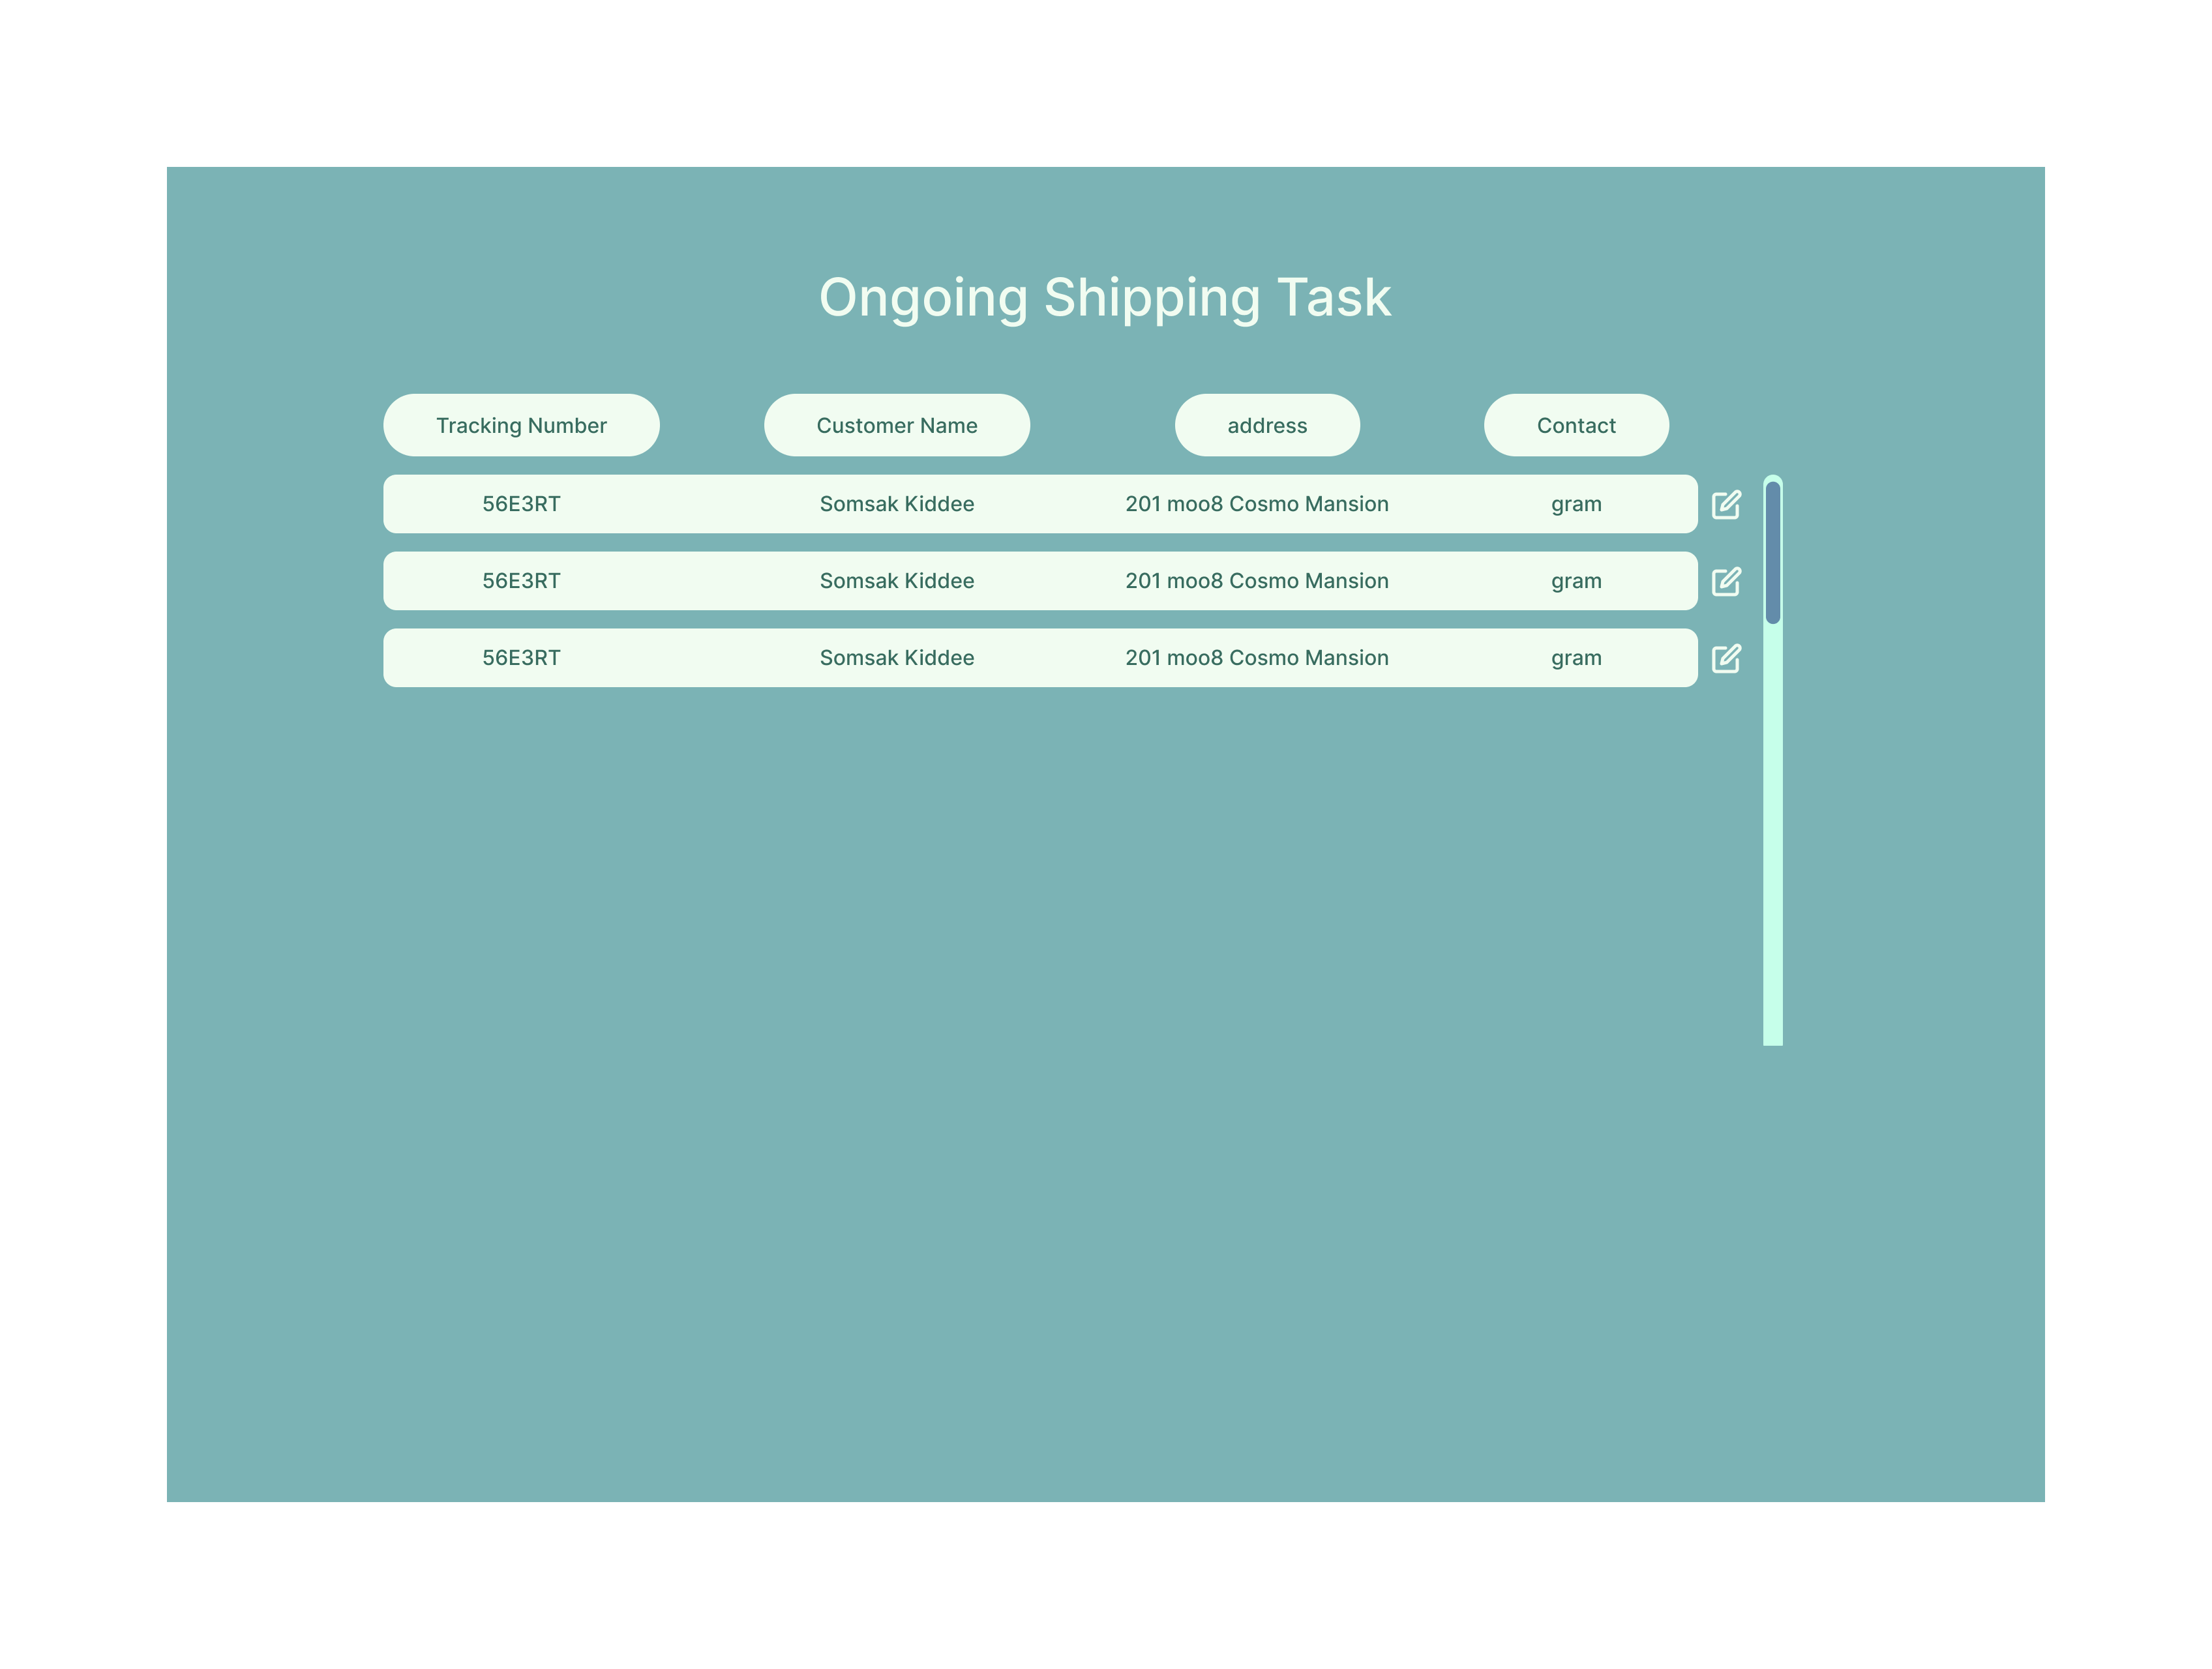 Ongoing Shipping Task
Tracking Number Customer Name address Contact
56E3RT Somsak Kiddee 201 moo8 Cosmo Mansion gram
56E3RT Somsak Kiddee 201 moo8 Cosmo Mansion gram
56E3RT Somsak Kiddee 201 moo8 Cosmo Mansion gram